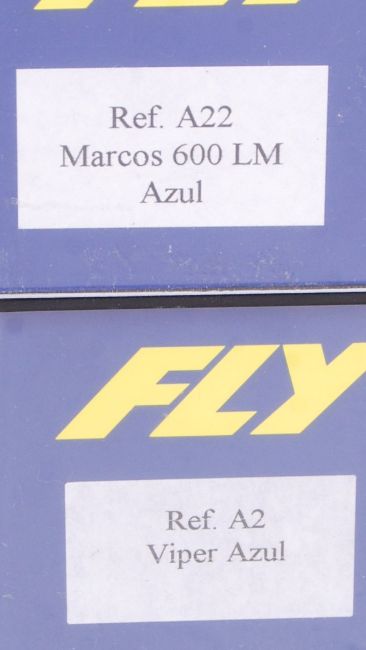 Ref. A22
Marcos 600 LM
Azul
FLY
Ref. A2
Viper Azul